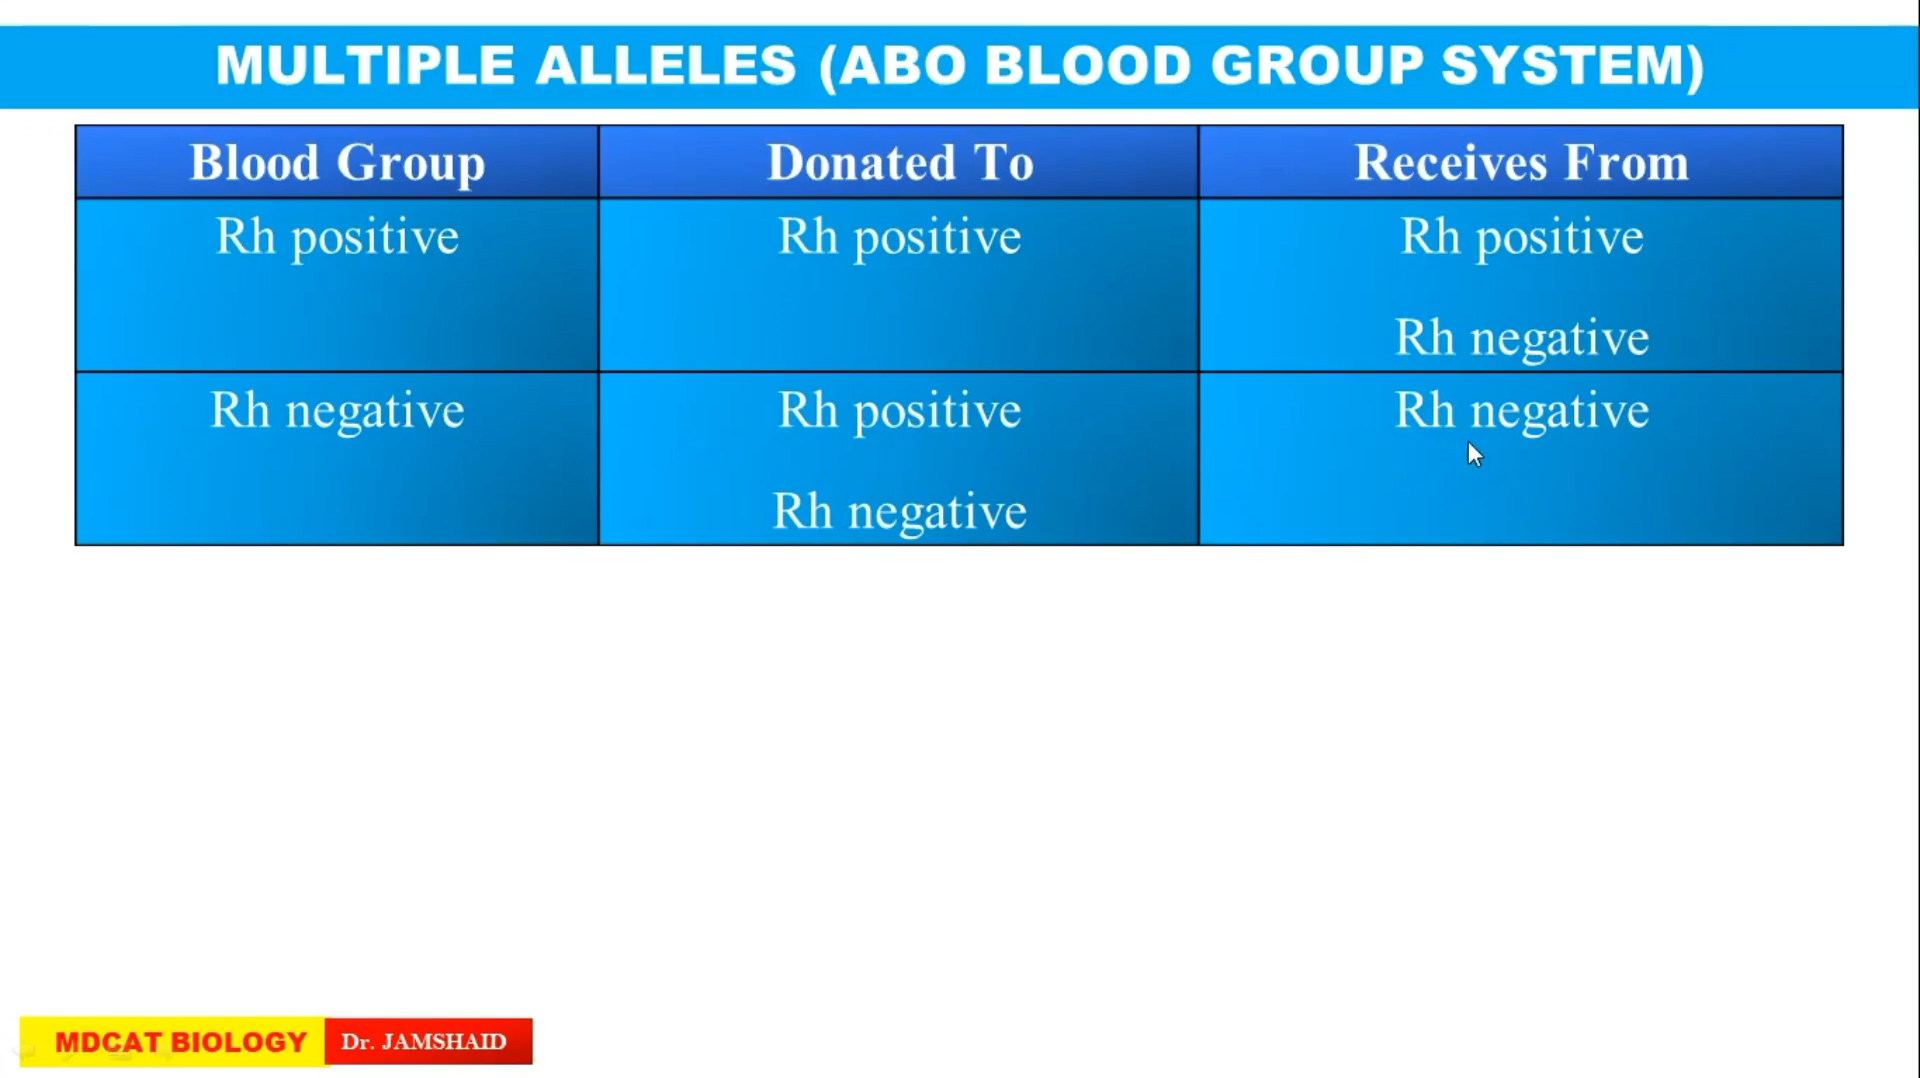 MULTIPLE ALLELES (ABO BLOOD GROUP SYSTEM)
Blood Group Donated To Receives From
Rh positive Rh positive Rh positive
Rh negative
Rh negative Rh positive Rh negative
Rh negative
MDCAT BIOLOGY Dr. JAMSHAID